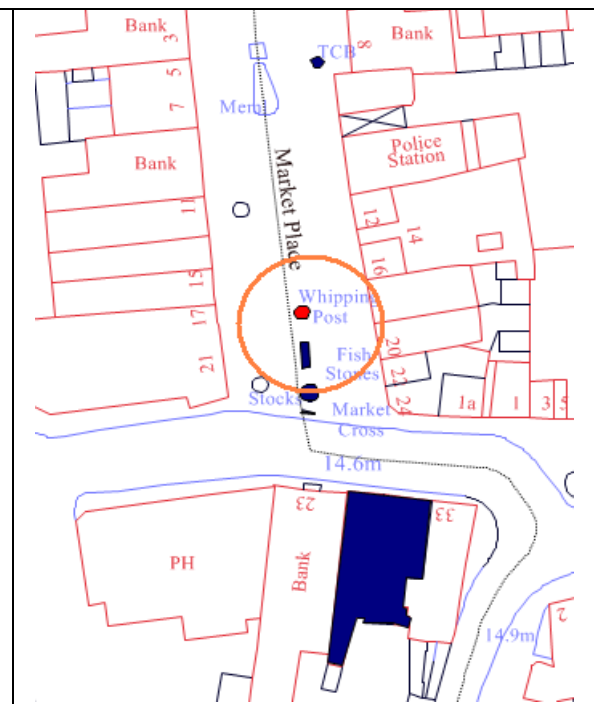 Bank
3
5
7
Mem
TCB
8
Bank
Police
Station
Bank
Market Place
11
12
14
16
15
17
Whipping
Post
21
20
Fish
Stones
22
24
Stocks
Market
Cross
1a
1
3
5
14.6m
23
33
PH
Bank
14.9m
2